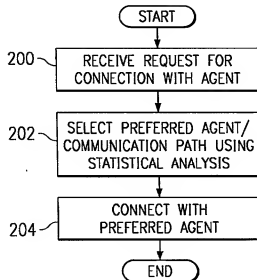 START
200
RECEIVE REQUEST FOR
CONNECTION WITH AGENT
202
SELECT PREFERRED AGENT/
COMMUNICATION PATH USING
STATISTICAL ANALYSIS
204
CONNECT WITH
PREFERRED AGENT
END